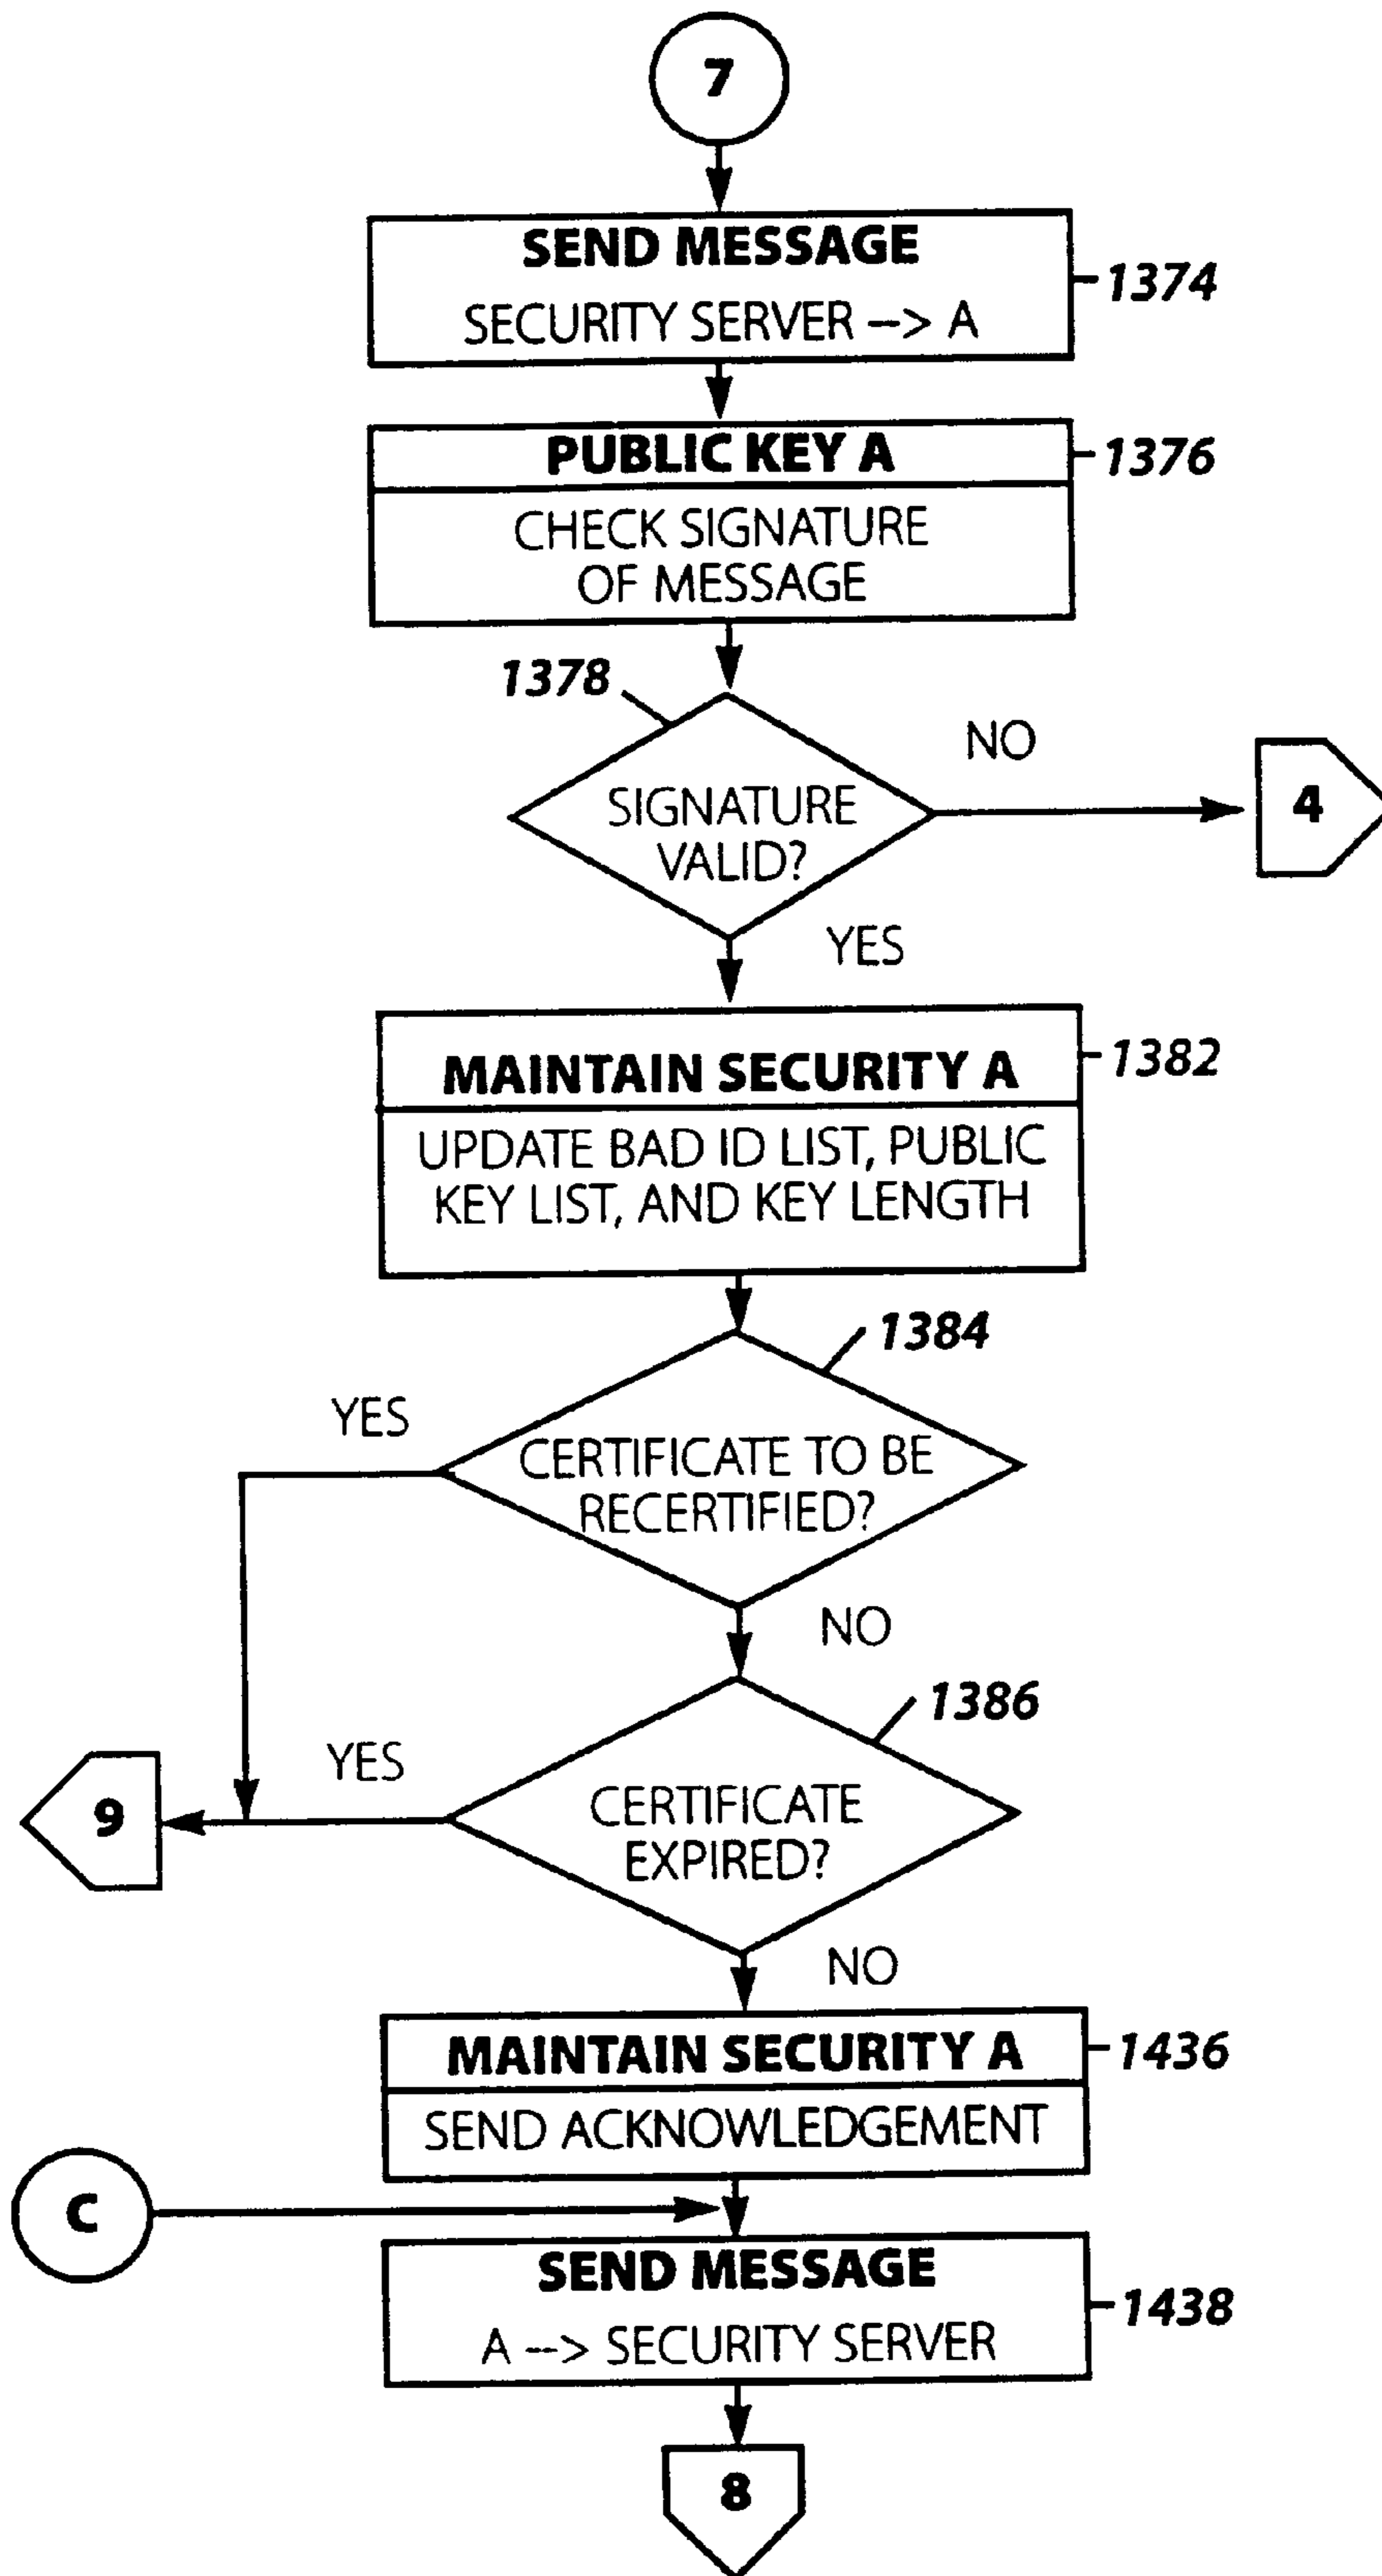 7
SEND MESSAGE
SECURITY SERVER --> A
1374
PUBLIC KEY A
1376
CHECK SIGNATURE
OF MESSAGE
1378
NO
SIGNATURE
VALID?
4
YES
MAINTAIN SECURITY A
1382
UPDATE BAD ID LIST, PUBLIC
KEY LIST, AND KEY LENGTH
1384
YES
CERTIFICATE TO BE
RECERTIFIED?
NO
1386
YES
CERTIFICATE
EXPIRED?
9
NO
MAINTAIN SECURITY A
1436
SEND ACKNOWLEDGEMENT
C
SEND MESSAGE
1438
A --> SECURITY SERVER
8